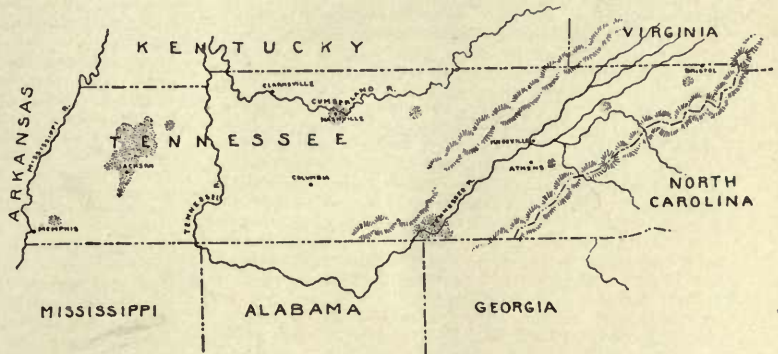 KENTUCKY
VIRGINIA
ARKANSAS
MISSISSIPPI R.
CLARKSVILLE
CUMBERLAND R.
NASHVILLE
BRISTOL
TENNESSEE
JACKSON
KNOXVILLE
COLUMBIA
ATHENS
TENNESSEE R.
TENNESSEE R.
NORTH
CAROLINA
MEMPHIS
MISSISSIPPI
ALABAMA
GEORGIA